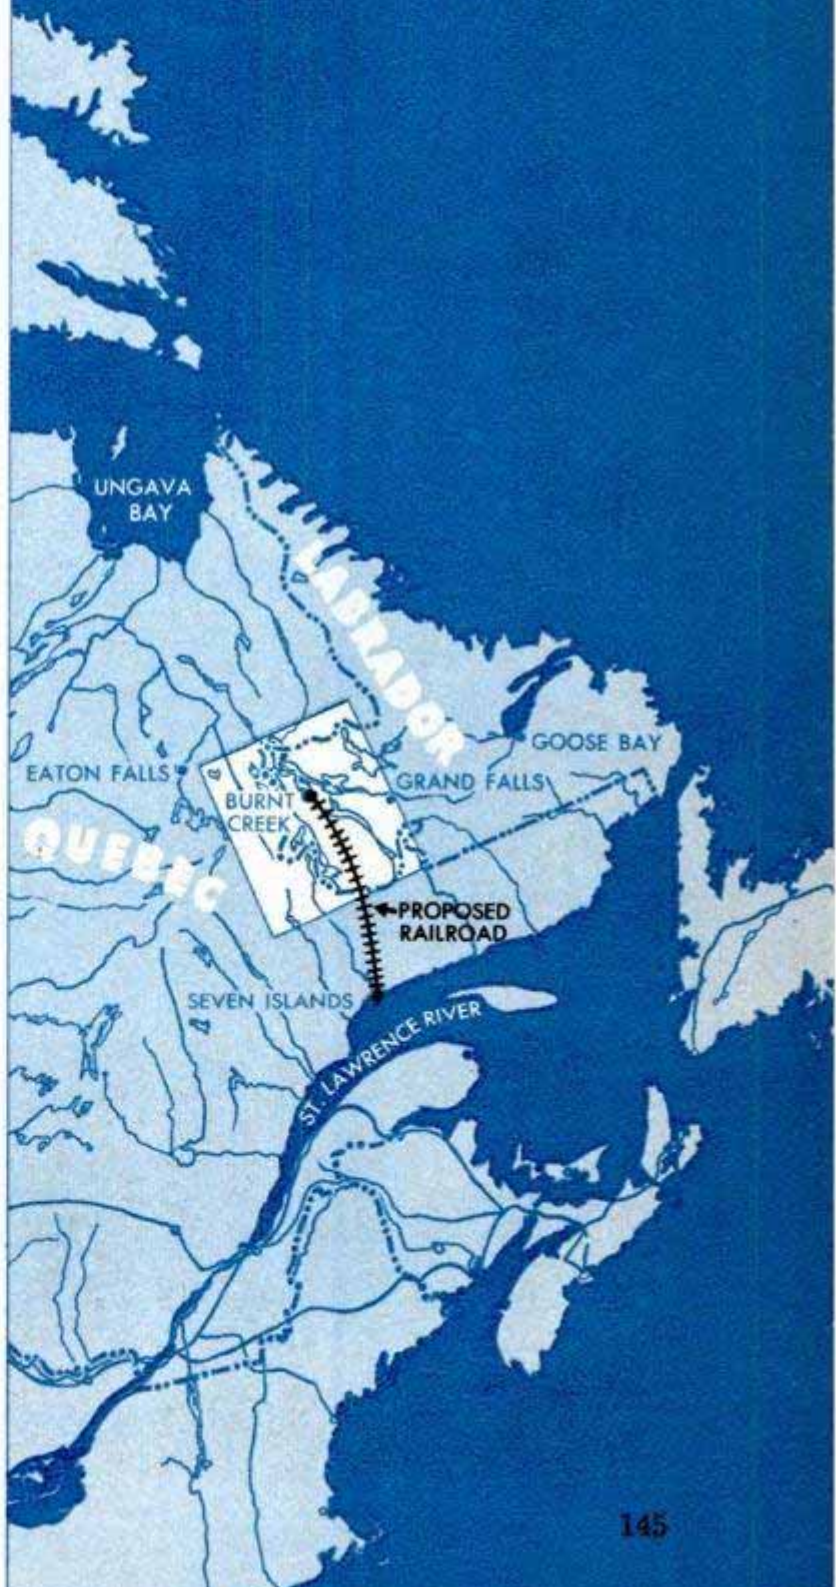 UNGAVA
BAY
LABRADOR
GOOSE BAY
EATON FALLS
GRAND FALLS
BURNT
CREEK
QUEBEC
PROPOSED
RAILROAD
SEVEN ISLANDS
ST. LAWRENCE RIVER
145